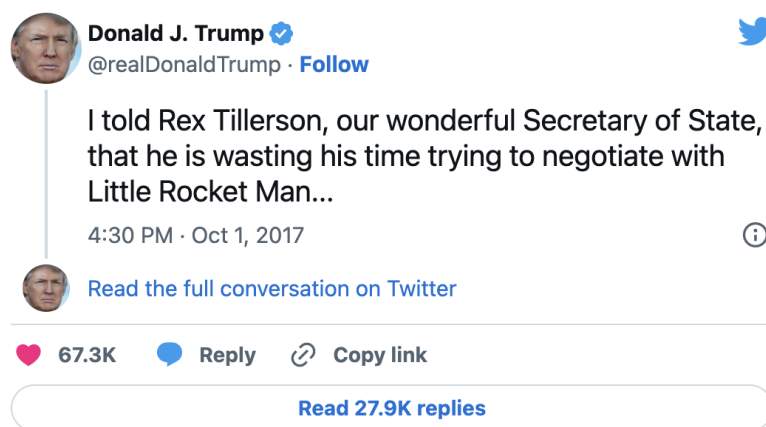 Donald J. Trump
@realDonaldTrump · Follow
I told Rex Tillerson, our wonderful Secretary of State,
that he is wasting his time trying to negotiate with
Little Rocket Man...
4:30 PM · Oct 1, 2017
Read the full conversation on Twitter
67.3K Reply Copy link
Read 27.9K replies